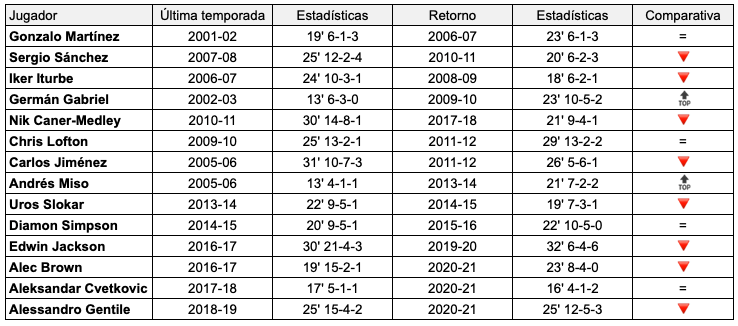 Jugador Última temporada Estadísticas Retorno Estadísticas Comparativa
Gonzalo Martínez 2001-02 19' 6-1-3 2006-07 23' 6-1-3 =
Sergio Sánchez 2007-08 25' 12-2-4 2010-11 20' 6-2-3
Iker Iturbe 2006-07 24' 10-3-1 2008-09 18' 6-2-1
Germán Gabriel 2002-03 13' 6-3-0 2009-10 23' 10-5-2 TOP
Nik Caner-Medley 2010-11 30' 14-8-1 2017-18 21' 9-4-1
Chris Lofton 2009-10 25' 13-2-1 2011-12 29' 13-2-2 =
Carlos Jiménez 2005-06 31' 10-7-3 2011-12 26' 5-6-1
Andrés Miso 2005-06 13' 4-1-1 2013-14 21' 7-2-2 TOP
Uros Slokar 2013-14 22' 9-5-1 2014-15 19' 7-3-1
Diamon Simpson 2014-15 20' 9-5-1 2015-16 22' 10-5-0 =
Edwin Jackson 2016-17 30' 21-4-3 2019-20 32' 6-4-6
Alec Brown 2016-17 19' 15-2-1 2020-21 23' 8-4-0
Aleksandar Cvetkovic 2017-18 17' 5-1-1 2020-21 16' 4-1-2 =
Alessandro Gentile 2018-19 25' 15-4-2 2020-21 25' 12-5-3